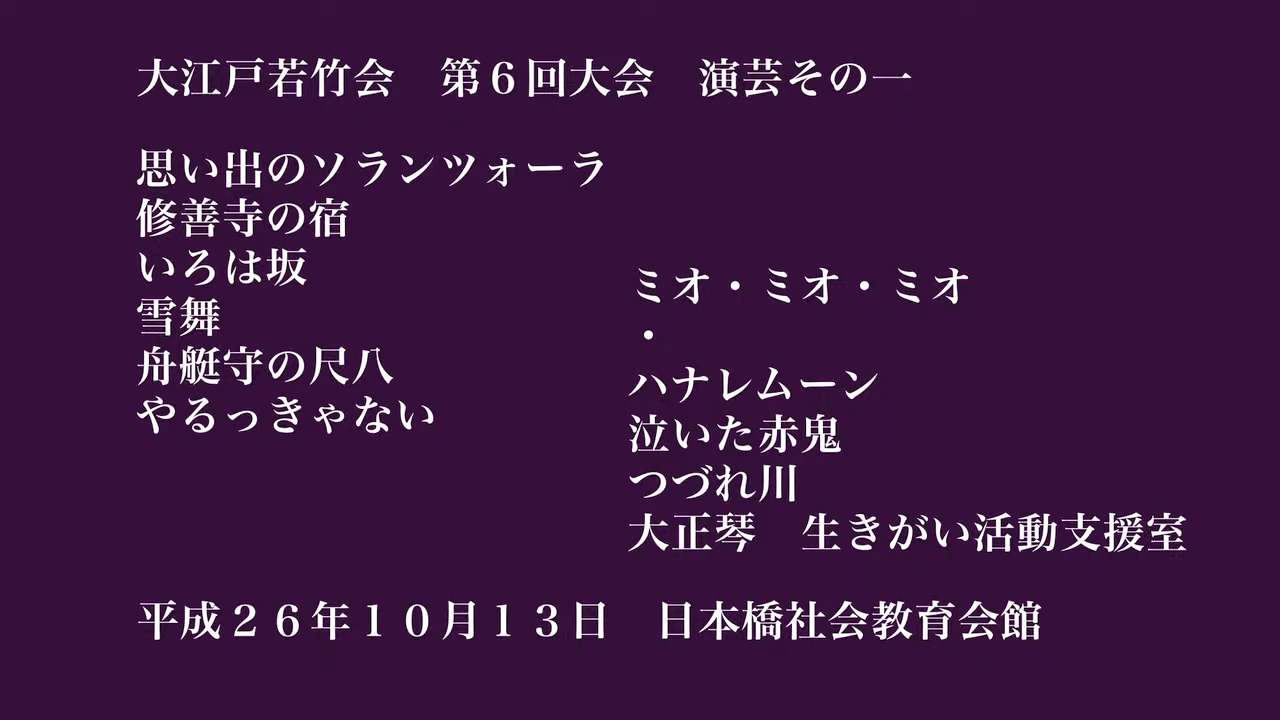 大江戸若竹会　第６回大会　演芸その一
思い出のソランツォーラ
修善寺の宿
いろは坂
雪舞
舟艇守の尺八
やるっきゃない
ミオ・ミオ・ミオ
・
ハナレムーン
泣いた赤鬼
つづれ川
大正琴　生きがい活動支援室
平成２６年１０月１３日　日本橋社会教育会館